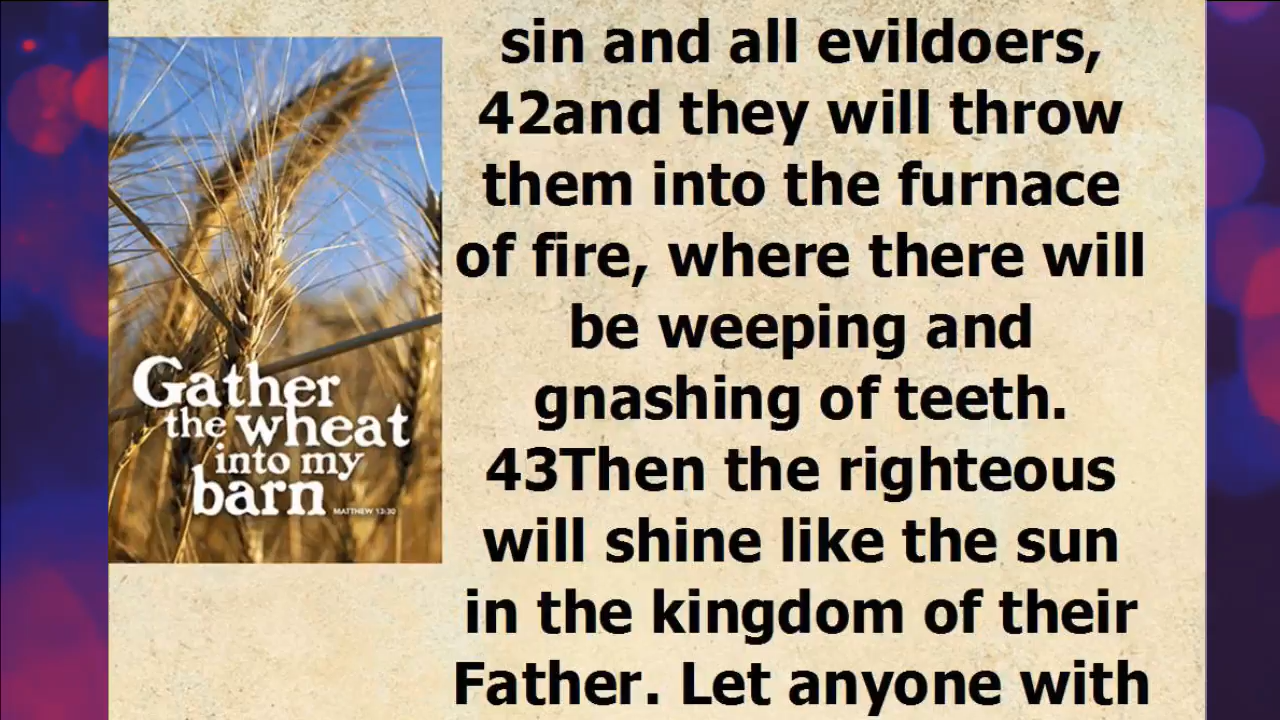 Gather
the wheat
into my
barn
MATTHEW 13:30
sin and all evildoers,
42and they will throw
them into the furnace
of fire, where there will
be weeping and
gnashing of teeth.
43Then the righteous
will shine like the sun
in the kingdom of their
Father. Let anyone with